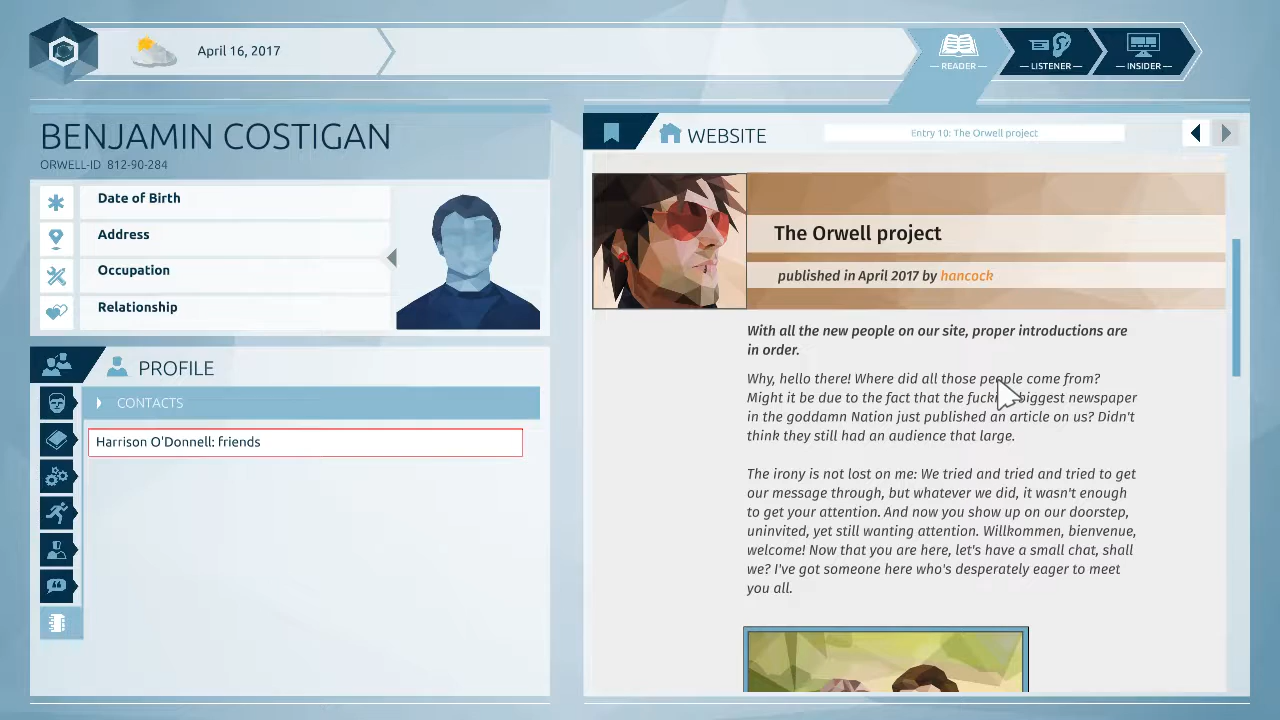 April 16, 2017
— READER —
— LISTENER —
— INSIDER —
BENJAMIN COSTIGAN
ORWELL-ID 812-90-284
Date of Birth
Address
Occupation
Relationship
PROFILE
CONTACTS
Harrison O'Donnell: friends
WEBSITE
Entry 10: The Orwell project
The Orwell project
published in April 2017 by hancock
With all the new people on our site, proper introductions are
in order.
Why, hello there! Where did all those people come from?
Might it be due to the fact that the fucki biggest newspaper
in the goddamn Nation just published an article on us? Didn't
think they still had an audience that large.
The irony is not lost on me: We tried and tried and tried to get
our message through, but whatever we did, it wasn't enough
to get your attention. And now you show up on our doorstep,
uninvited, yet still wanting attention. Willkommen, bienvenue,
welcome! Now that you are here, let's have a small chat, shall
we? I've got someone here who's desperately eager to meet
you all.